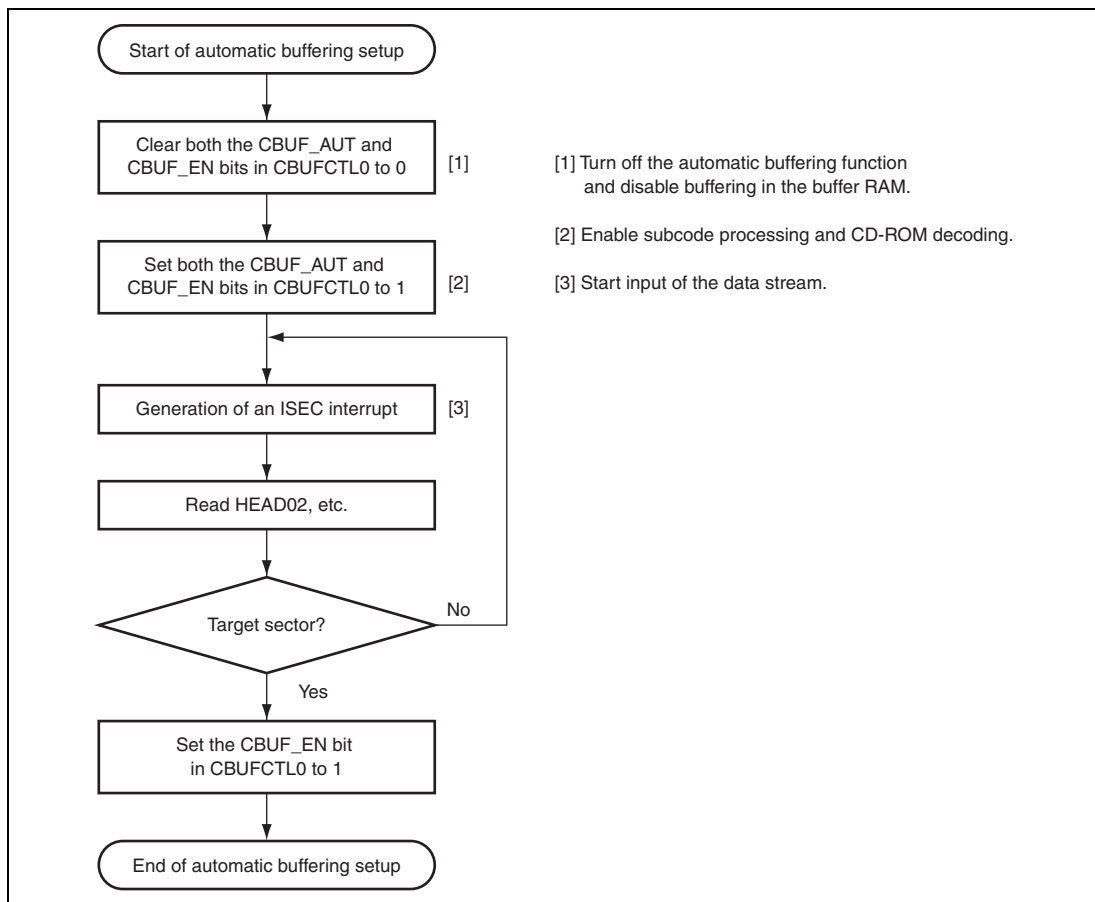 Start of automatic buffering setup
Clear both the CBUF_AUT and
CBUF_EN bits in CBUFCTL0 to 0
[1]
[1] Turn off the automatic buffering function
and disable buffering in the buffer RAM.
[2] Enable subcode processing and CD-ROM decoding.
Set both the CBUF_AUT and
CBUF_EN bits in CBUFCTL0 to 1
[2]
[3] Start input of the data stream.
Generation of an ISEC interrupt
[3]
Read HEAD02, etc.
Target sector?
No
Yes
Set the CBUF_EN bit
in CBUFCTL0 to 1
End of automatic buffering setup